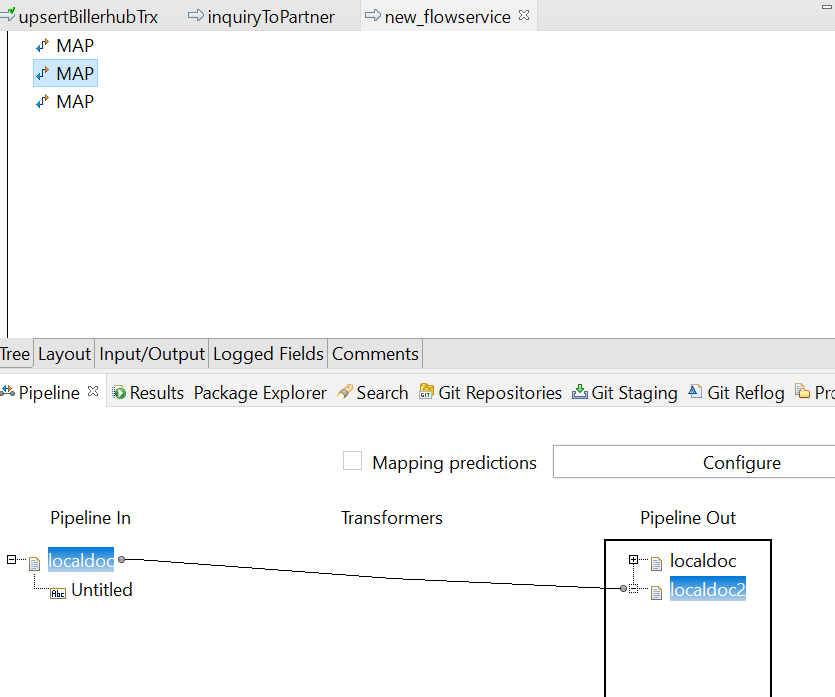 upsertBillerhubTrx inquiryToPartner new_flowservice
MAP
MAP
MAP
Tree Layout Input/Output Logged Fields Comments
Pipeline Results Package Explorer Search Git Repositories Git Staging Git Reflog Pro
Mapping predictions Configure
Pipeline In Transformers Pipeline Out
localdoc localdoc
Abc Untitled localdoc2